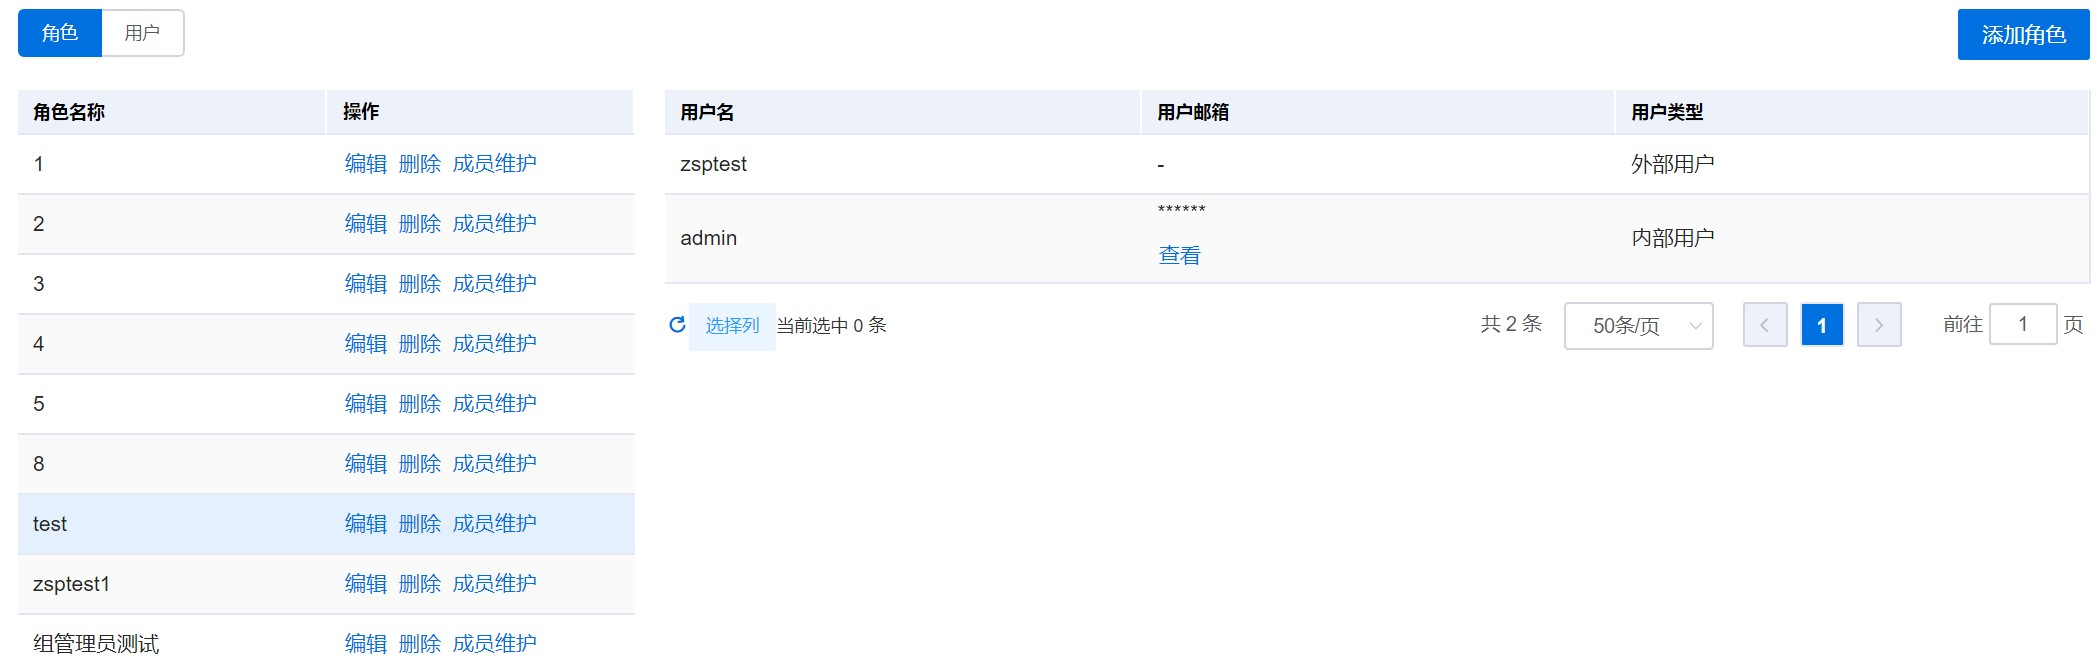 角色 用户 添加角色
角色名称 操作
1 编辑 删除 成员维护
2 编辑 删除 成员维护
3 编辑 删除 成员维护
4 编辑 删除 成员维护
5 编辑 删除 成员维护
8 编辑 删除 成员维护
test 编辑 删除 成员维护
zsptest1 编辑 删除 成员维护
组管理员测试 编辑 删除 成员维护
用户名 用户邮箱 用户类型
zsptest - 外部用户
admin ****** 内部用户
查看
选择列 当前选中 0 条 共 2 条 50条/页 1 前往 1 页